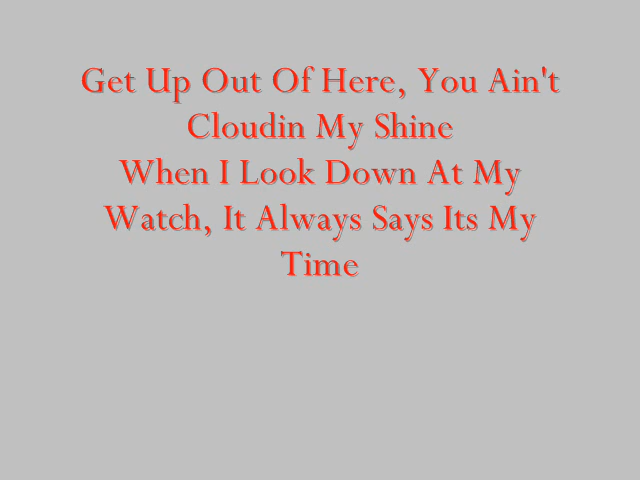 Get Up Out Of Here, You Ain't
Cloudin My Shine
When I Look Down At My
Watch, It Always Says Its My
Time